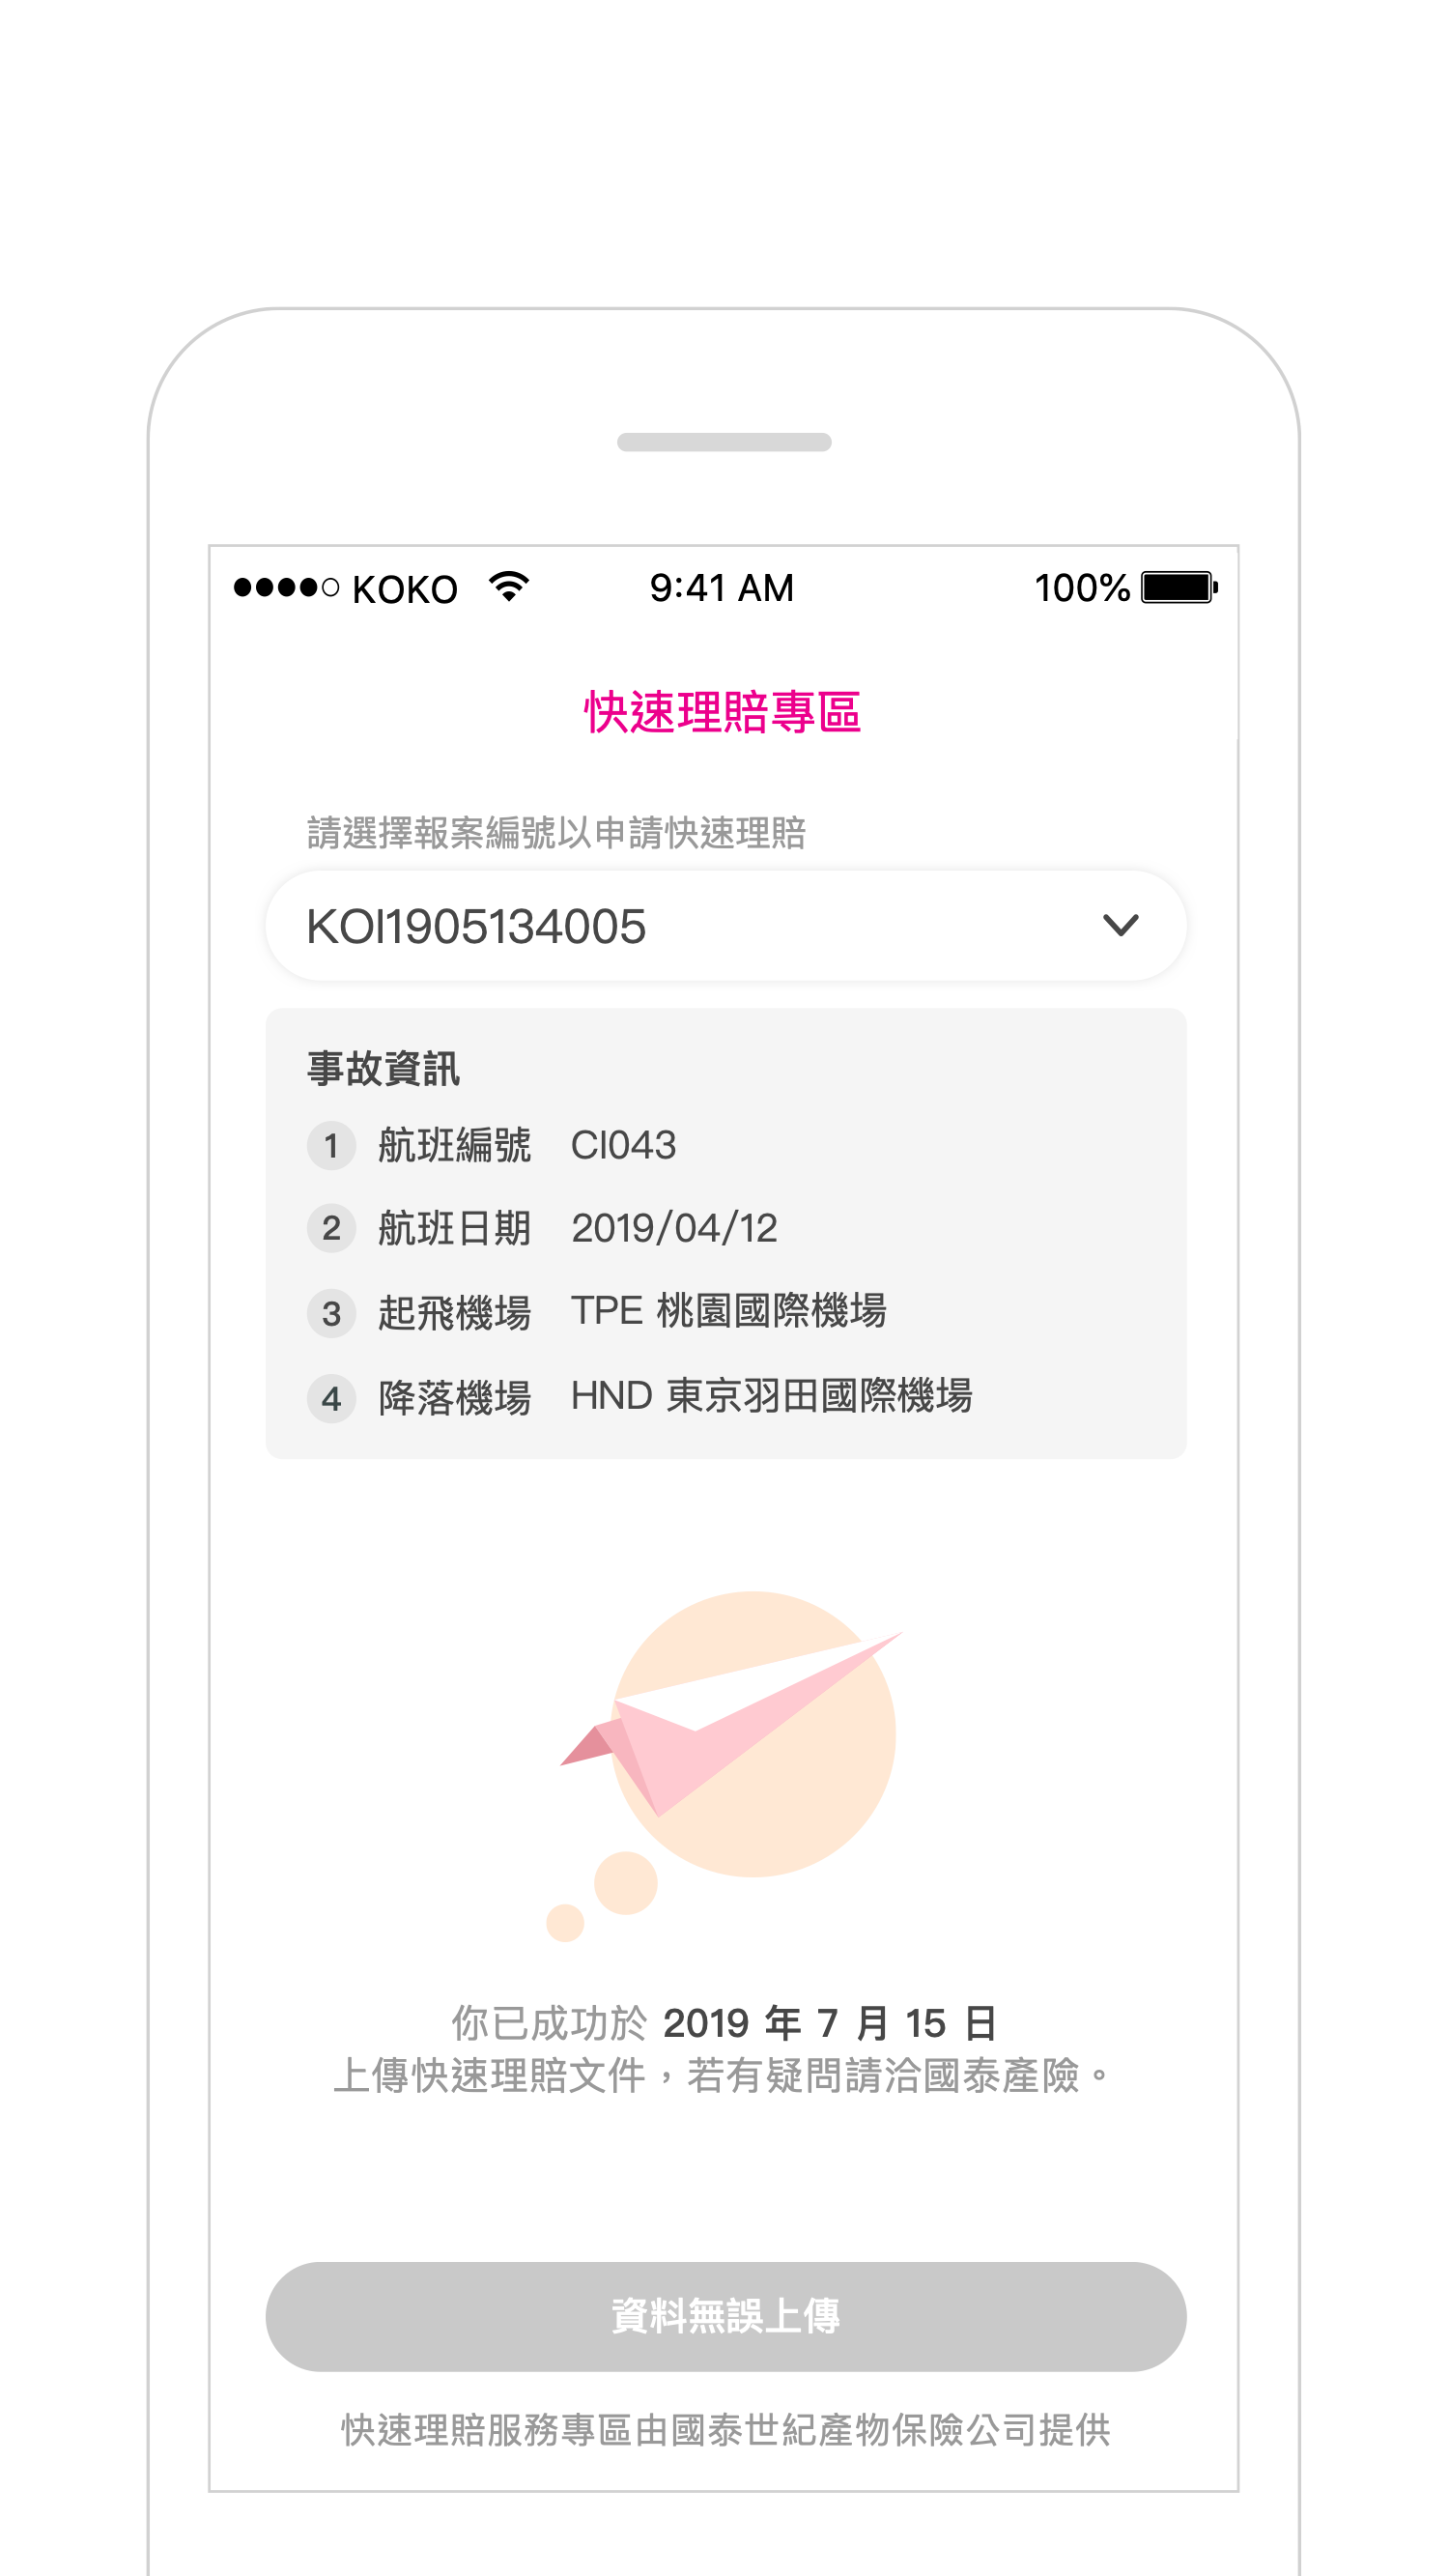 KOKO 9:41 AM 100%
快速理賠專區
請選擇報案編號以申請快速理賠
KOI1905134005
事故資訊
1 航班編號 CI043
2 航班日期 2019/04/12
3 起飛機場 TPE 桃園國際機場
4 降落機場 HND 東京羽田國際機場
你已成功於 2019 年 7 月 15 日
上傳快速理賠文件，若有疑問請洽國泰產險。
資料無誤上傳
快速理賠服務專區由國泰世紀產物保險公司提供